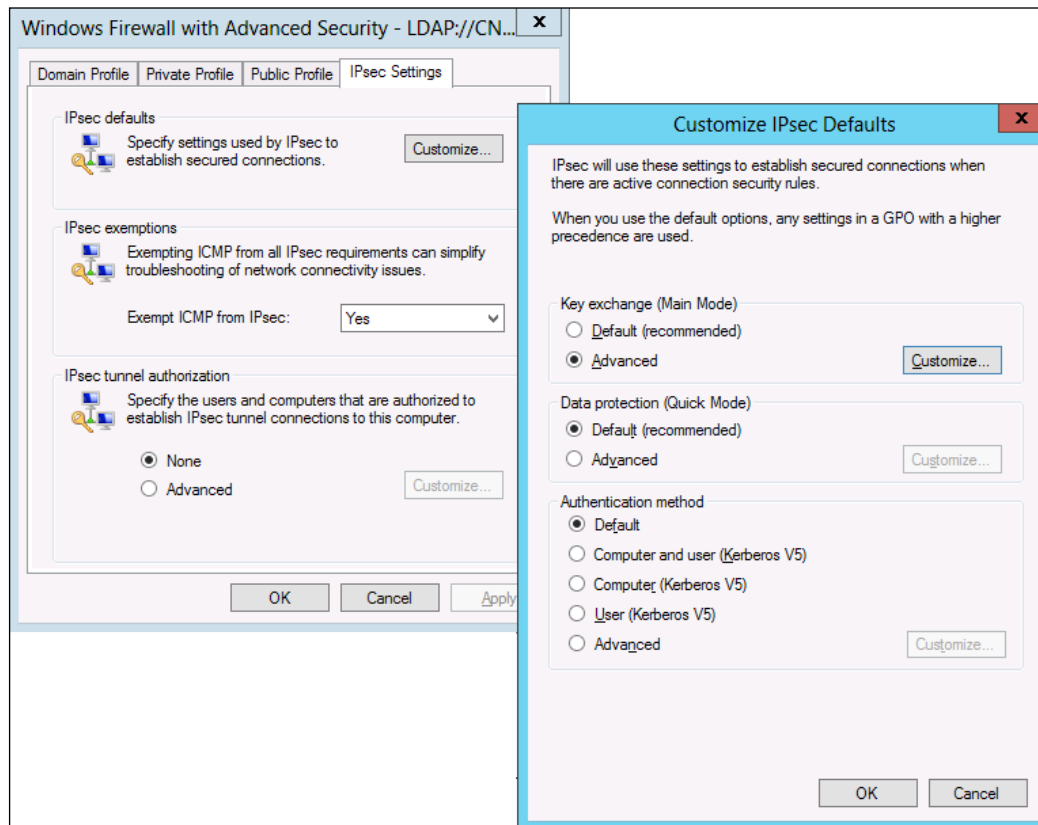 Windows Firewall with Advanced Security - LDAP://CN...
x
Domain Profile
Private Profile
Public Profile
IPsec Settings
IPsec defaults
Specify settings used by IPsec to
establish secured connections.
Customize...
IPsec exemptions
Exempting ICMP from all IPsec requirements can simplify
troubleshooting of network connectivity issues.
Exempt ICMP from IPsec:
Yes
IPsec tunnel authorization
Specify the users and computers that are authorized to
establish IPsec tunnel connections to this computer.
None
Advanced
Customize...
OK
Cancel
Apply
Customize IPsec Defaults
x
IPsec will use these settings to establish secured connections when
there are active connection security rules.
When you use the default options, any settings in a GPO with a higher
precedence are used.
Key exchange (Main Mode)
Default (recommended)
Advanced
Customize...
Data protection (Quick Mode)
Default (recommended)
Advanced
Customize...
Authentication method
Default
Computer and user (Kerberos V5)
Computer (Kerberos V5)
User (Kerberos V5)
Advanced
Customize...
OK
Cancel